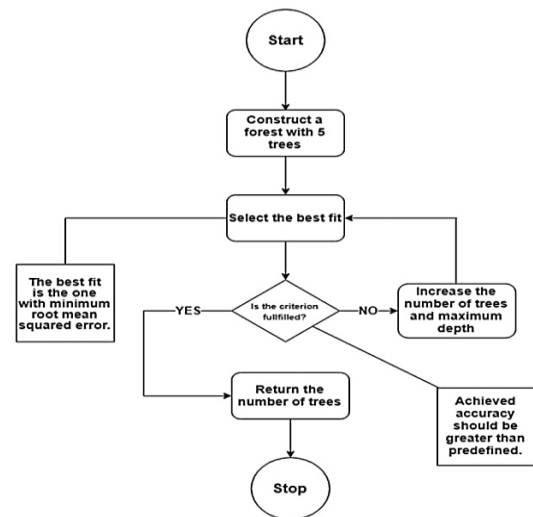 Start
Construct a
forest with 5
trees
Select the best fit
The best fit
is the one
with minimum
root mean
squared error.
Is the criterion
fullfilled?
YES
NO
Increase the
number of trees
and maximum
depth
Return the
number of trees
Achieved
accuracy
should be
greater than
predefined.
Stop